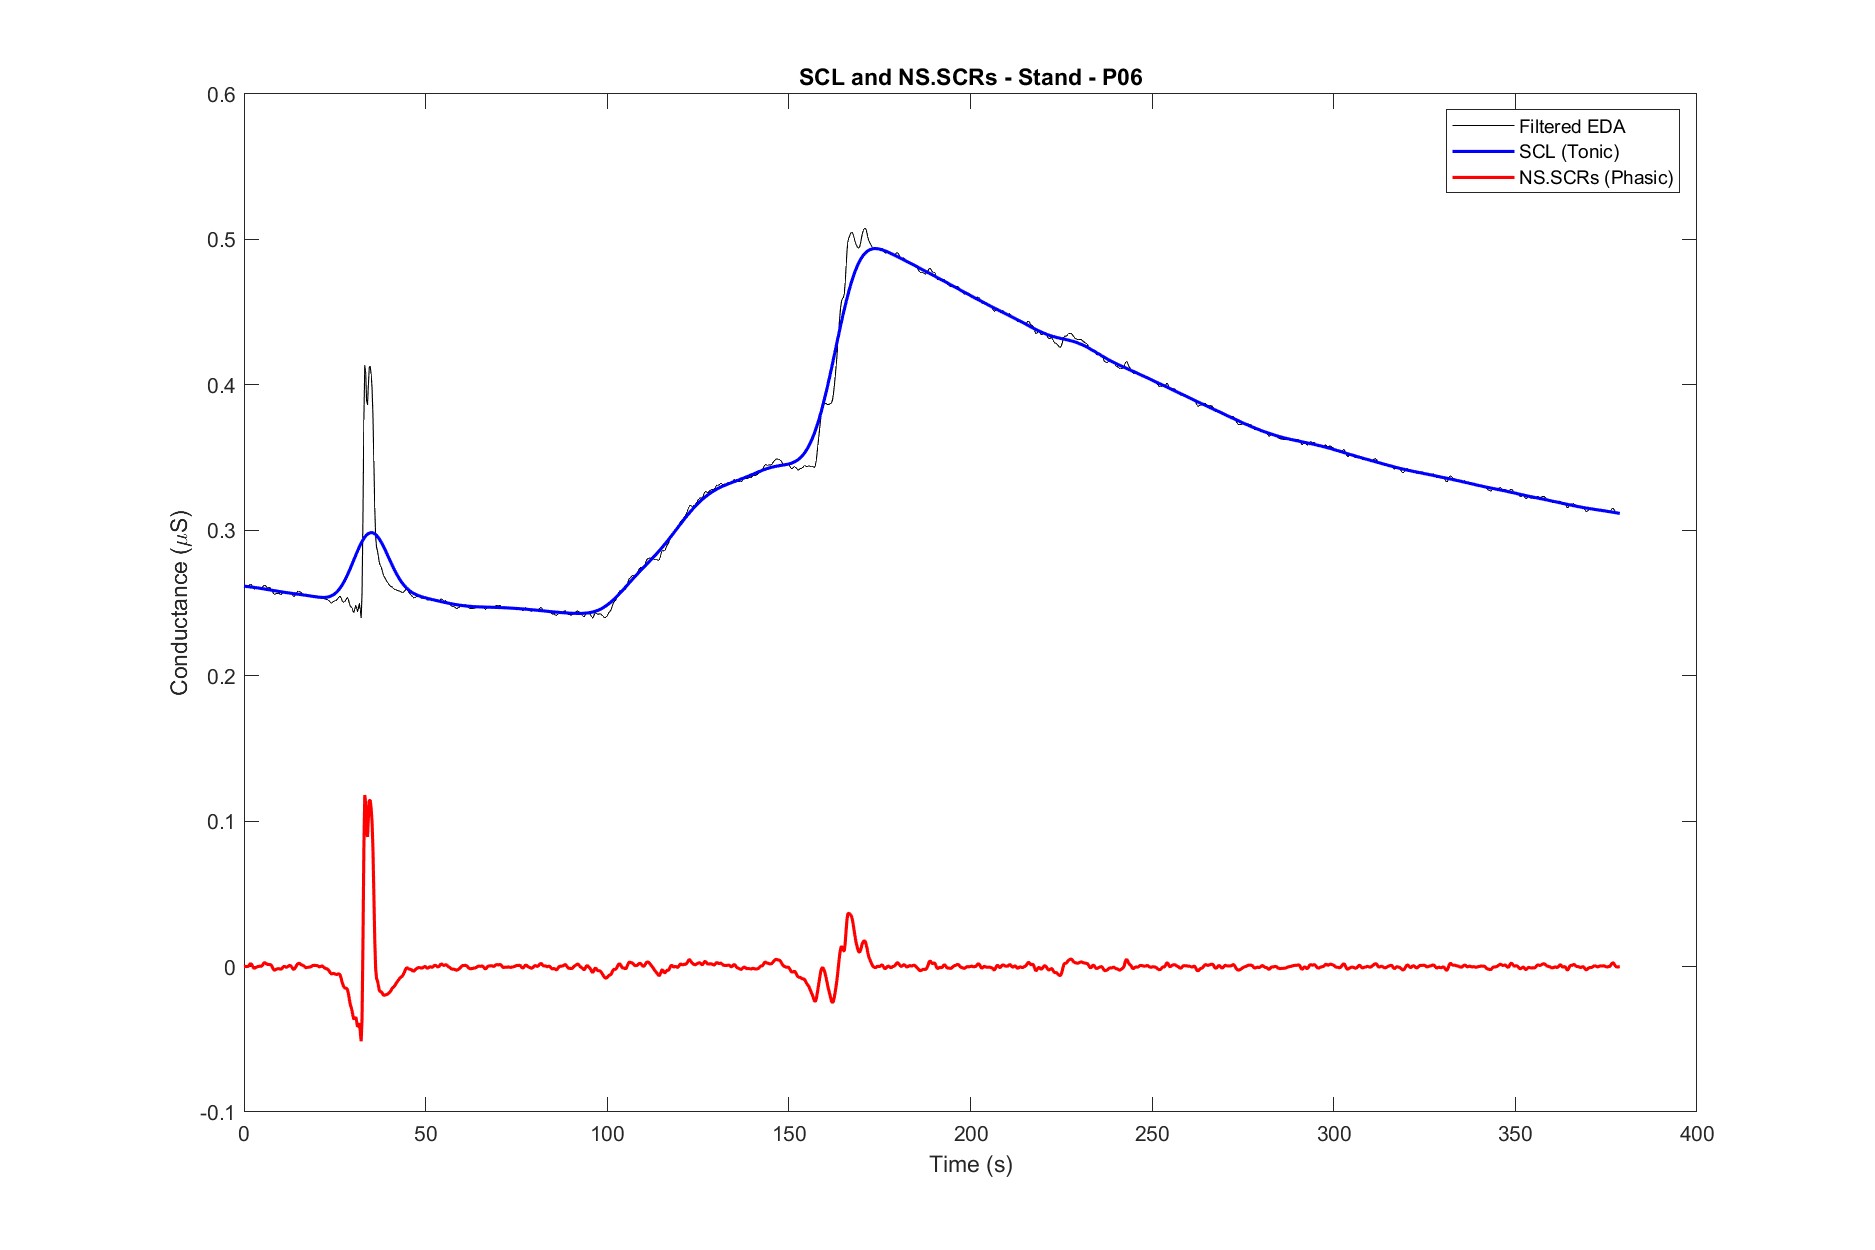 SCL and NS.SCRs - Stand - P06
0.6
0.5
0.4
0.3
0.2
0.1
0
-0.1
Conductance (μS)
Filtered EDA
SCL (Tonic)
NS.SCRs (Phasic)
0 50 100 150 200 250 300 350 400
Time (s)